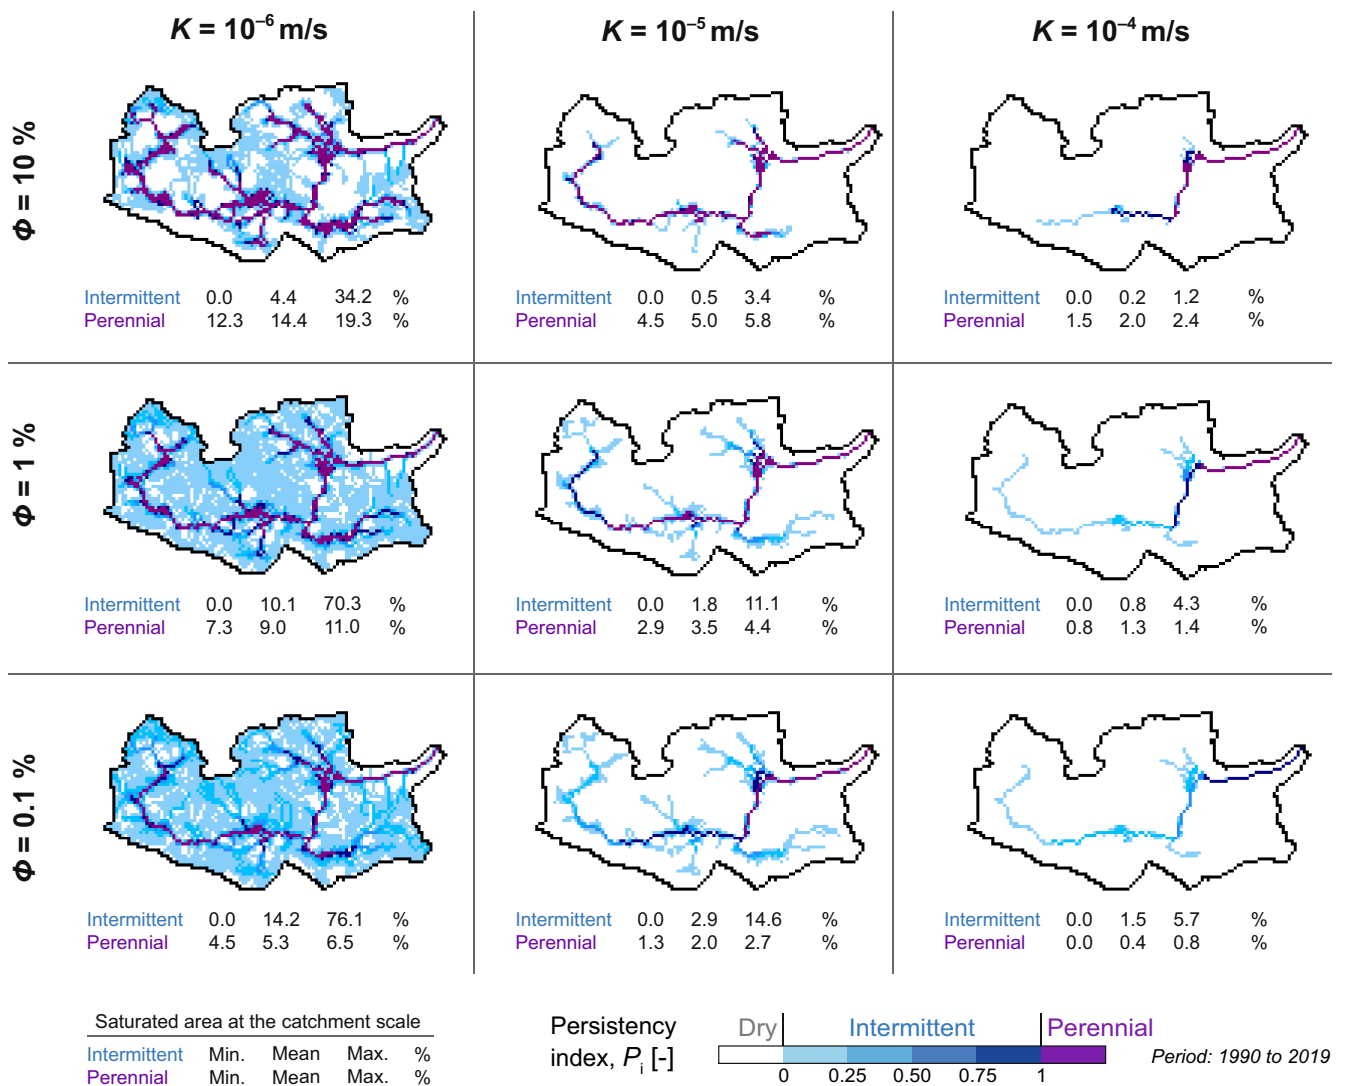 K = 10⁻⁶ m/s K = 10⁻⁵ m/s K = 10⁻⁴ m/s
Φ = 10 %
Intermittent 0.0 4.4 34.2 %
Perennial 12.3 14.4 19.3 %
Intermittent 0.0 0.5 3.4 %
Perennial 4.5 5.0 5.8 %
Intermittent 0.0 0.2 1.2 %
Perennial 1.5 2.0 2.4 %
Φ = 1 %
Intermittent 0.0 10.1 70.3 %
Perennial 7.3 9.0 11.0 %
Intermittent 0.0 1.8 11.1 %
Perennial 2.9 3.5 4.4 %
Intermittent 0.0 0.8 4.3 %
Perennial 0.8 1.3 1.4 %
Φ = 0.1 %
Intermittent 0.0 14.2 76.1 %
Perennial 4.5 5.3 6.5 %
Intermittent 0.0 2.9 14.6 %
Perennial 1.3 2.0 2.7 %
Intermittent 0.0 1.5 5.7 %
Perennial 0.0 0.4 0.8 %
Saturated area at the catchment scale
Intermittent Min. Mean Max. %
Perennial Min. Mean Max. %
Persistency
index, Pᵢ [-]
Dry Intermittent Perennial
0 0.25 0.50 0.75 1
Period: 1990 to 2019